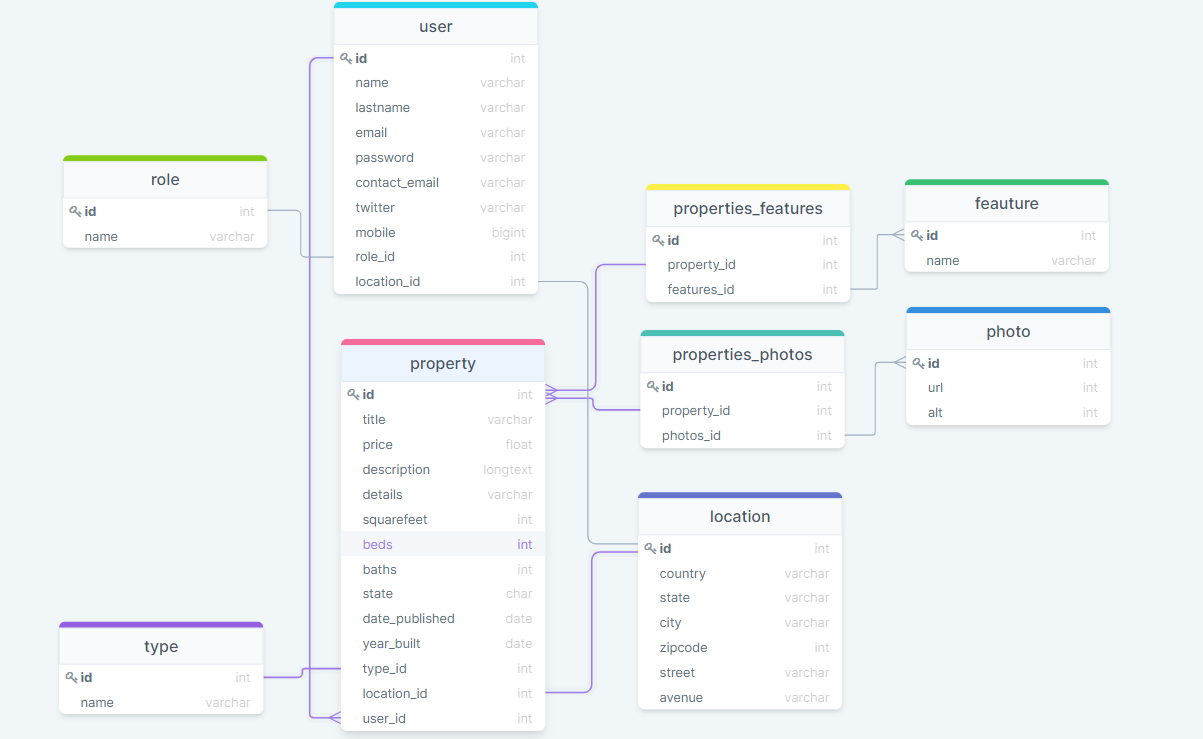 user
id int
name varchar
lastname varchar
email varchar
password varchar
contact_email varchar
twitter varchar
mobile bigint
role_id int
location_id int
role
id int
name varchar
properties_features
id int
property_id int
features_id int
feauture
id int
name varchar
property
id int
title varchar
price float
description longtext
details varchar
squarefeet int
beds int
baths int
state char
date_published date
year_built date
type_id int
location_id int
user_id int
properties_photos
id int
property_id int
photos_id int
photo
id int
url int
alt int
location
id int
country varchar
state varchar
city varchar
zipcode int
street varchar
avenue varchar
type
id int
name varchar